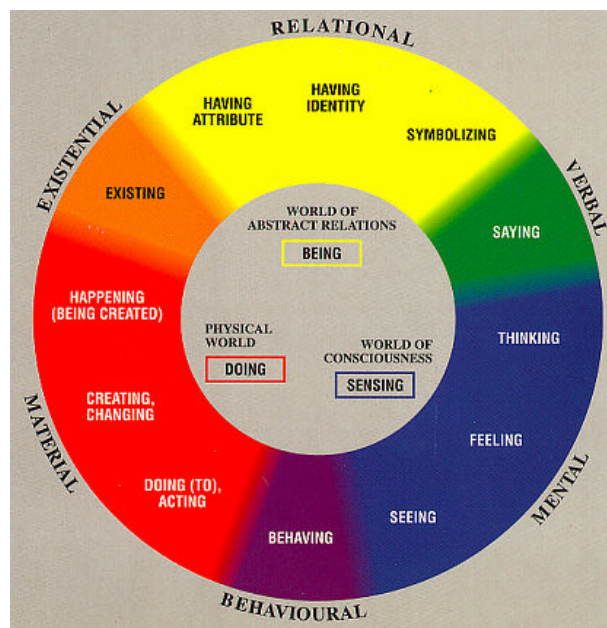 RELATIONAL
HAVING
ATTRIBUTE
HAVING
IDENTITY
SYMBOLIZING
EXISTENTIAL
EXISTING
VERBAL
SAYING
WORLD OF
ABSTRACT RELATIONS
BEING
HAPPENING
(BEING CREATED)
PHYSICAL
WORLD
DOING
WORLD OF
CONSCIOUSNESS
SENSING
THINKING
CREATING,
CHANGING
FEELING
MATERIAL
DOING (TO),
ACTING
SEEING
MENTAL
BEHAVING
BEHAVIOURAL